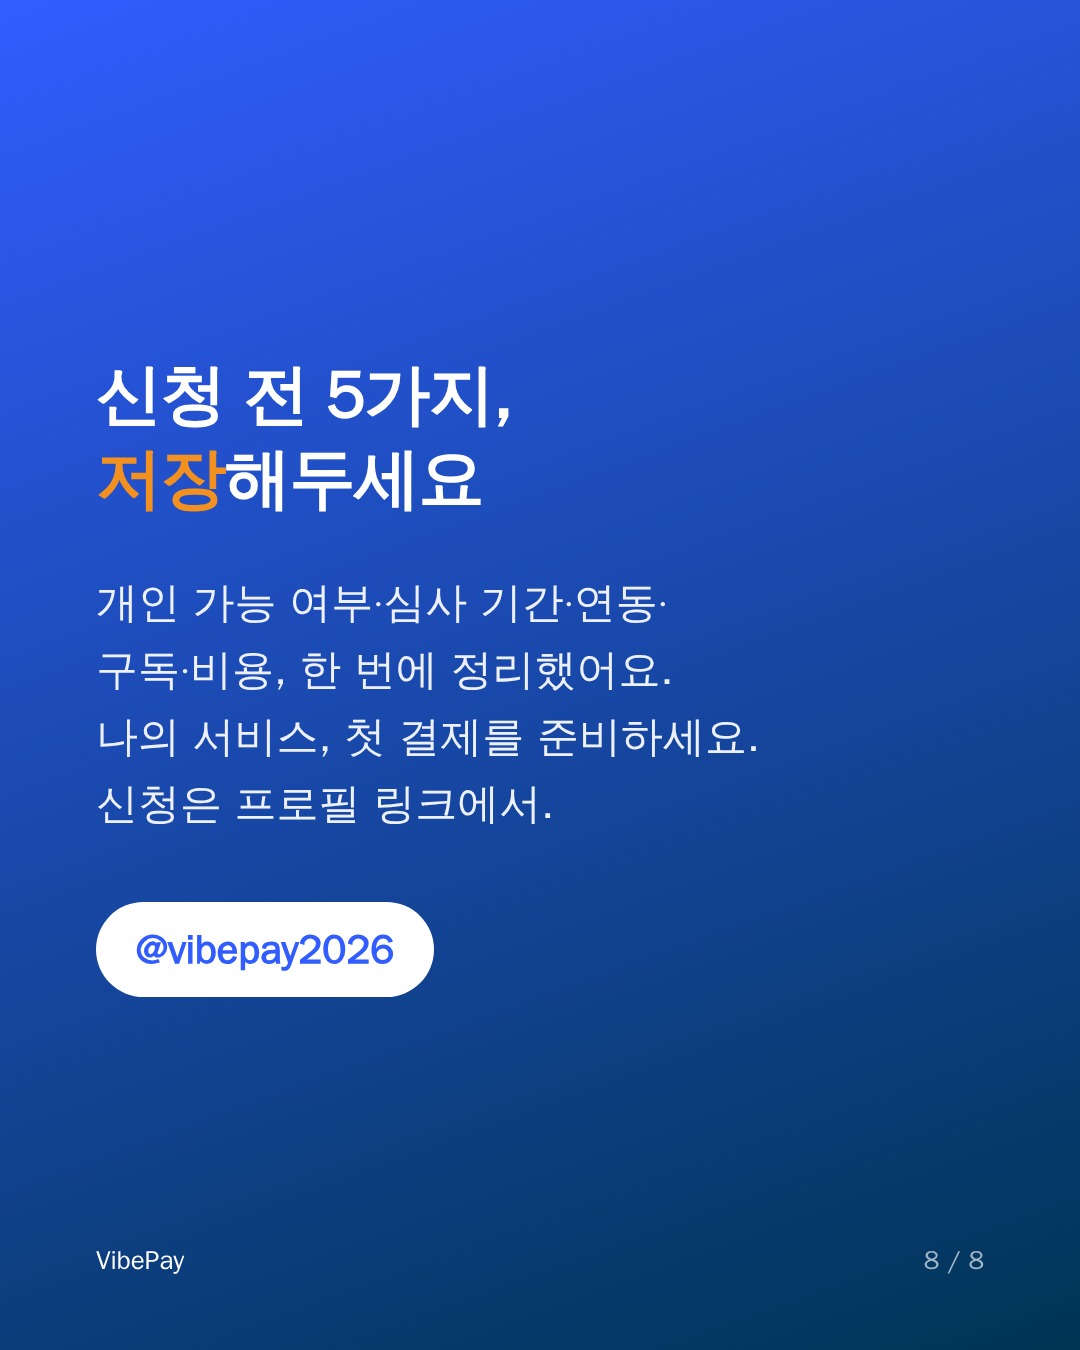 신청 전 5가지,
저장해두세요
개인 가능 여부·심사 기간·연동·
구독·비용, 한 번에 정리했어요.
나의 서비스, 첫 결제를 준비하세요.
신청은 프로필 링크에서.
@vibepay2026
VibePay
8 / 8